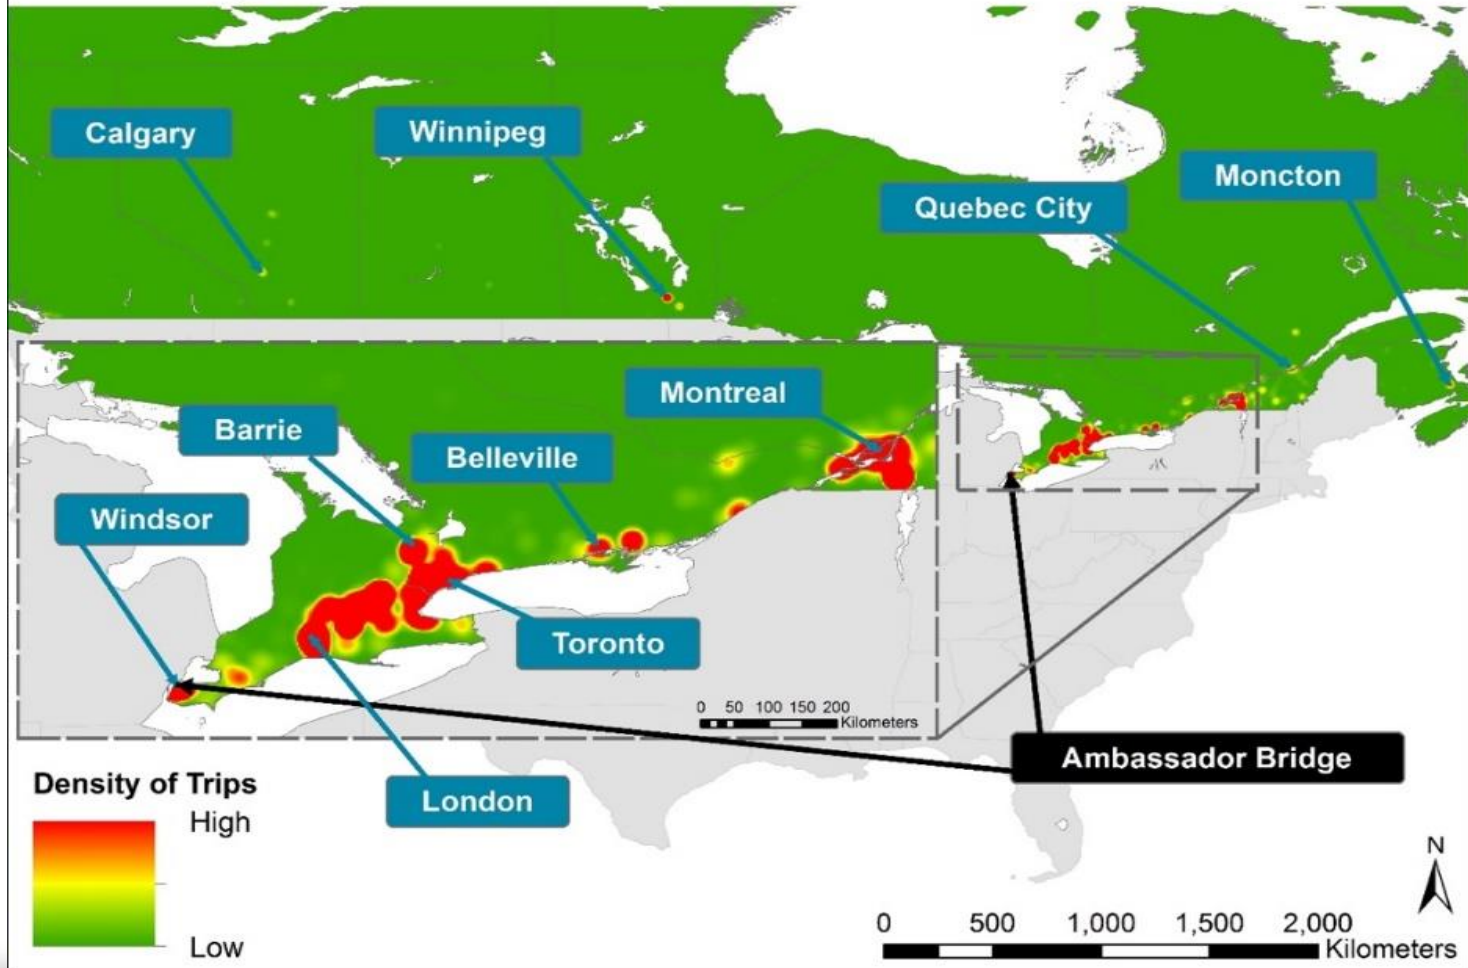 Calgary
Winnipeg
Quebec City
Moncton
Montreal
Barrie
Belleville
Windsor
Toronto
0 50 100 150 200
Kilometers
Ambassador Bridge
London
Density of Trips
High
Low
N
0 500 1,000 1,500 2,000
Kilometers